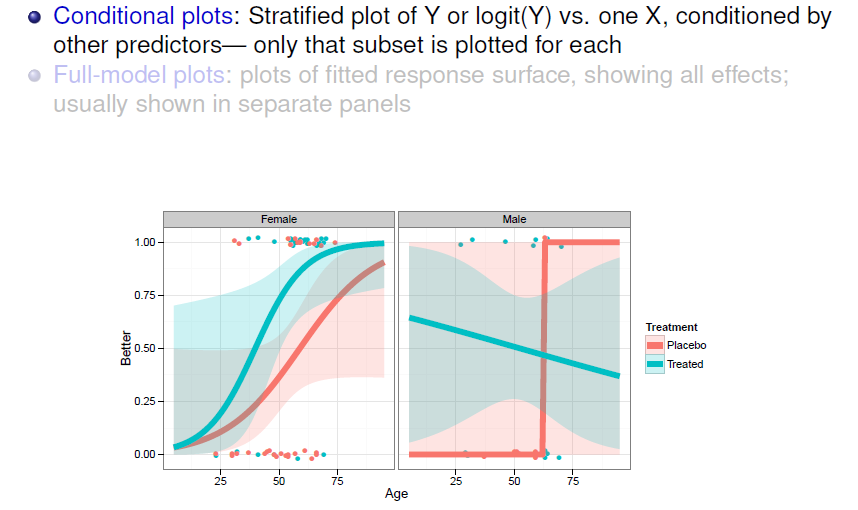 Conditional plots: Stratified plot of Y or logit(Y) vs. one X, conditioned by
other predictors— only that subset is plotted for each
Full-model plots: plots of fitted response surface, showing all effects;
usually shown in separate panels
Female
Male
1.00
0.75
0.50
0.25
0.00
Better
25
50
75
25
50
75
Age
Treatment
Placebo
Treated